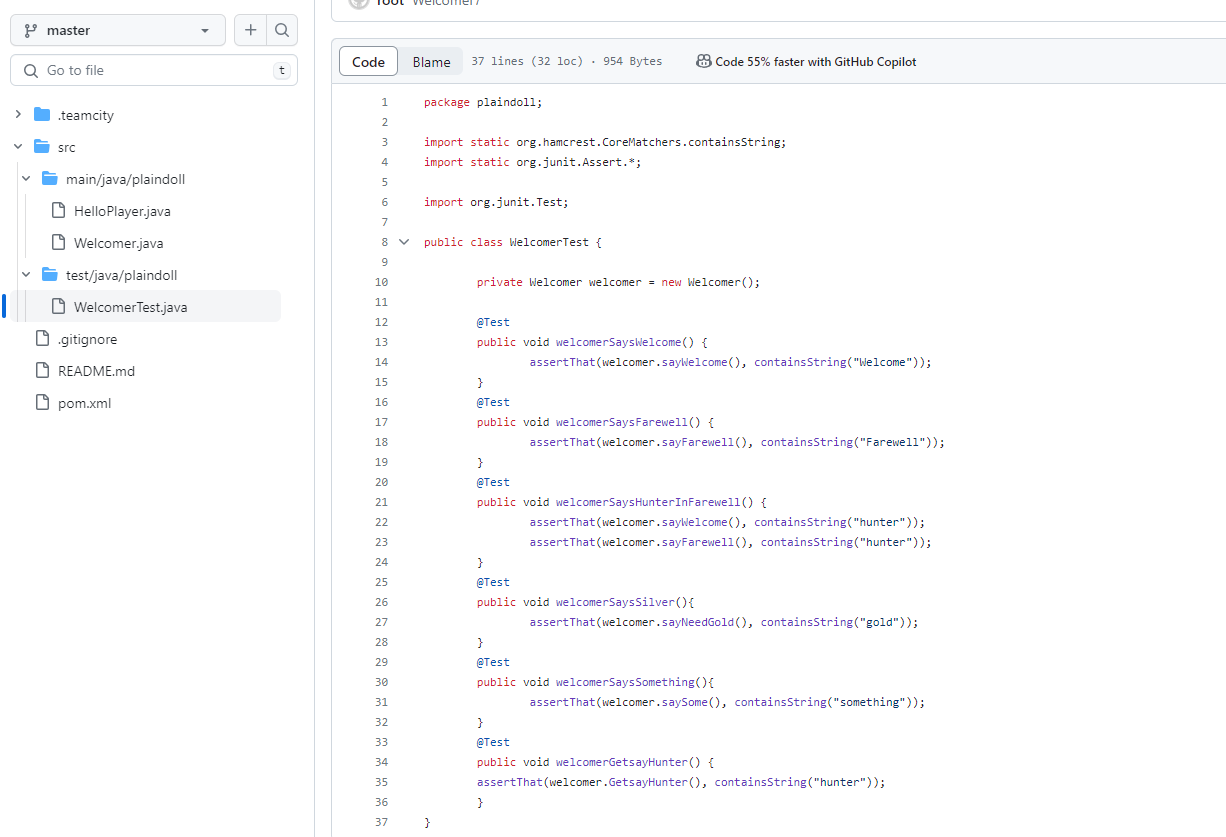 root Welcomer7
master
Go to file t
.teamcity
src
main/java/plaindoll
HelloPlayer.java
Welcomer.java
test/java/plaindoll
WelcomerTest.java
.gitignore
README.md
pom.xml
Code Blame 37 lines (32 loc) · 954 Bytes Code 55% faster with GitHub Copilot
1 package plaindoll;
2
3 import static org.hamcrest.CoreMatchers.containsString;
4 import static org.junit.Assert.*;
5
6 import org.junit.Test;
7
8 public class WelcomerTest {
9
10 private Welcomer welcomer = new Welcomer();
11
12 @Test
13 public void welcomerSaysWelcome() {
14 assertThat(welcomer.sayWelcome(), containsString("Welcome"));
15 }
16 @Test
17 public void welcomerSaysFarewell() {
18 assertThat(welcomer.sayFarewell(), containsString("Farewell"));
19 }
20 @Test
21 public void welcomerSaysHunterInFarewell() {
22 assertThat(welcomer.sayWelcome(), containsString("hunter"));
23 assertThat(welcomer.sayFarewell(), containsString("hunter"));
24 }
25 @Test
26 public void welcomerSaysSilver(){
27 assertThat(welcomer.sayNeedGold(), containsString("gold"));
28 }
29 @Test
30 public void welcomerSaysSomething(){
31 assertThat(welcomer.saySome(), containsString("something"));
32 }
33 @Test
34 public void welcomerGetsayHunter() {
35 assertThat(welcomer.GetsayHunter(), containsString("hunter"));
36 }
37 }